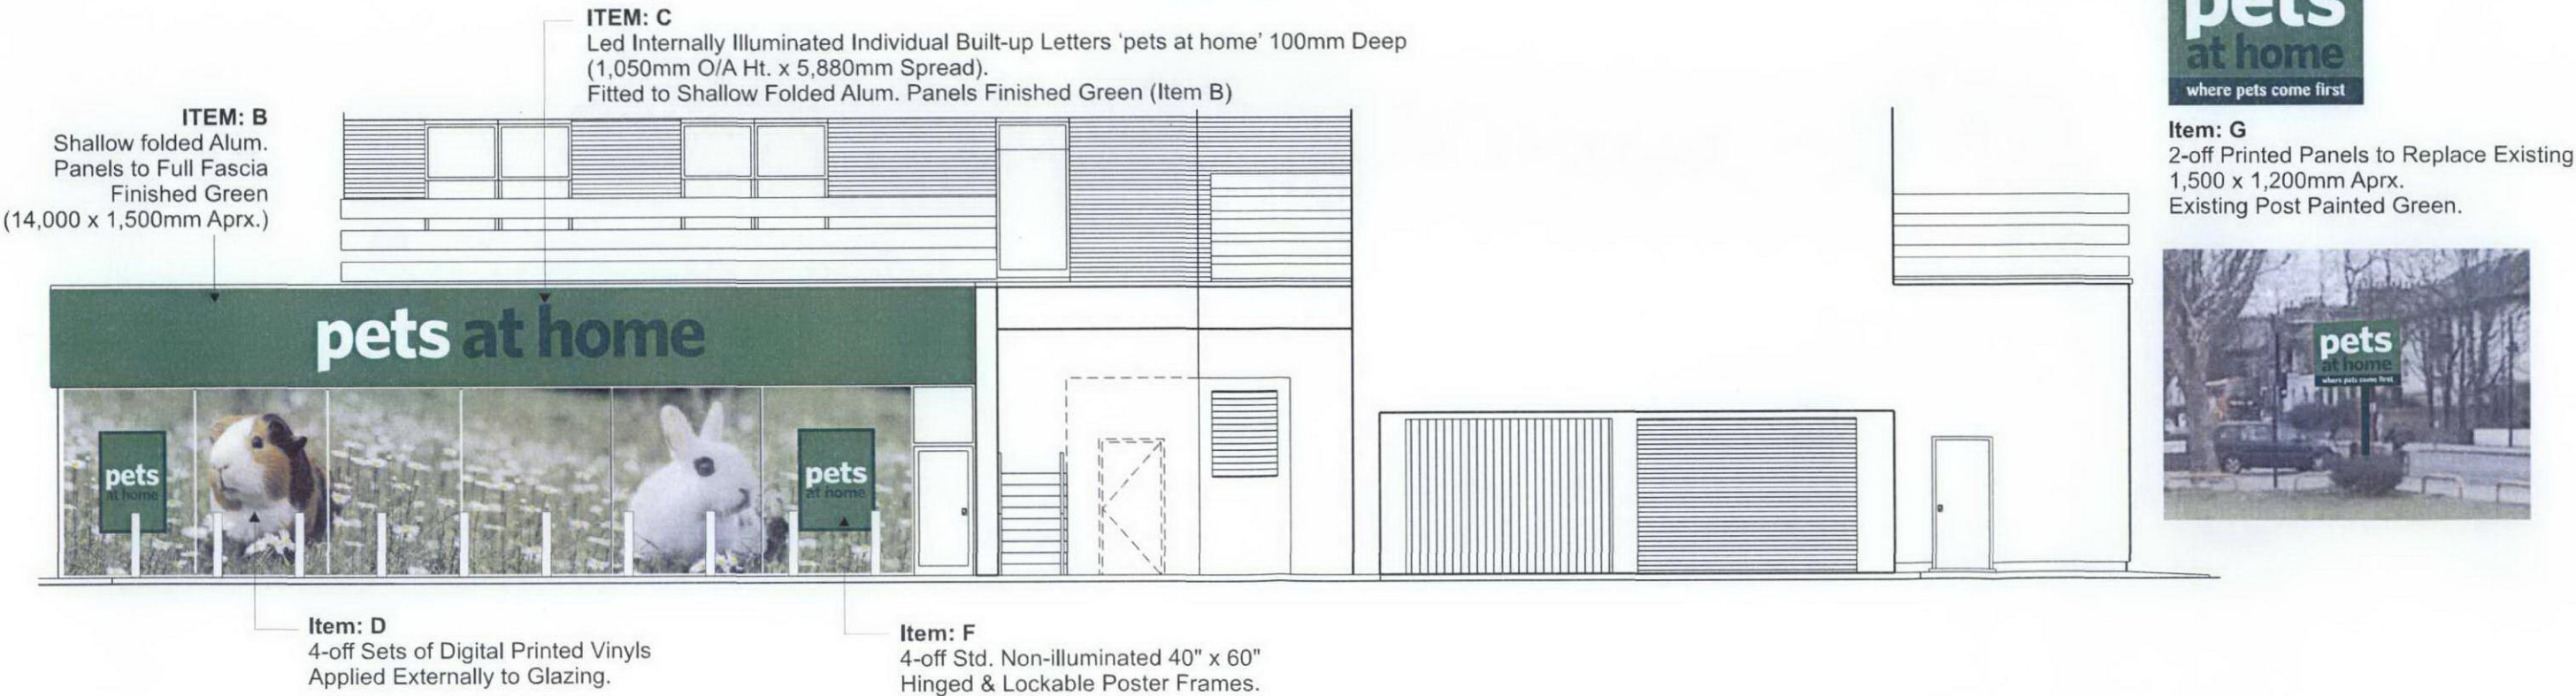 ITEM: C
Led Internally Illuminated Individual Built-up Letters 'pets at home' 100mm Deep
(1,050mm O/A Ht. x 5,880mm Spread).
Fitted to Shallow Folded Alum. Panels Finished Green (Item B)
ITEM: B
Shallow folded Alum.
Panels to Full Fascia
Finished Green
(14,000 x 1,500mm Aprx.)
pets
at home
where pets come first
Item: G
2-off Printed Panels to Replace Existing
1,500 x 1,200mm Aprx.
Existing Post Painted Green.
pets at home
pets
at home
pets
at home
pets
at home
where pets come first
Item: D
4-off Sets of Digital Printed Vinyls
Applied Externally to Glazing.
Item: F
4-off Std. Non-illuminated 40" x 60"
Hinged & Lockable Poster Frames.